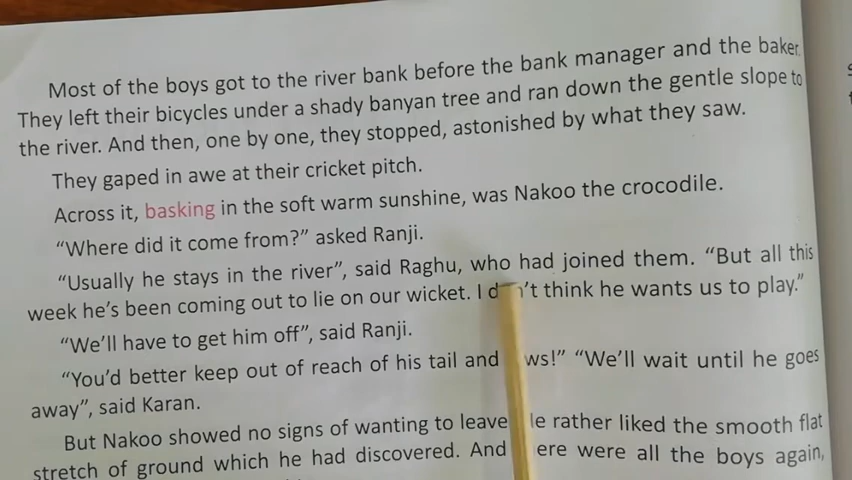 Most of the boys got to the river bank before the bank manager and the baker.
They left their bicycles under a shady banyan tree and ran down the gentle slope to
the river. And then, one by one, they stopped, astonished by what they saw.
They gaped in awe at their cricket pitch.
Across it, basking in the soft warm sunshine, was Nakoo the crocodile.
“Where did it come from?” asked Ranji.
“Usually he stays in the river”, said Raghu, who had joined them. “But all this
week he’s been coming out to lie on our wicket. I think he wants us to play.”
“We’ll have to get him off”, said Ranji.
“You’d better keep out of reach of his tail and “We’ll wait until he goes
away”, said Karan.
But Nakoo showed no signs of wanting to leave rather liked the smooth flat
stretch of ground which he had discovered. And were all the boys again,